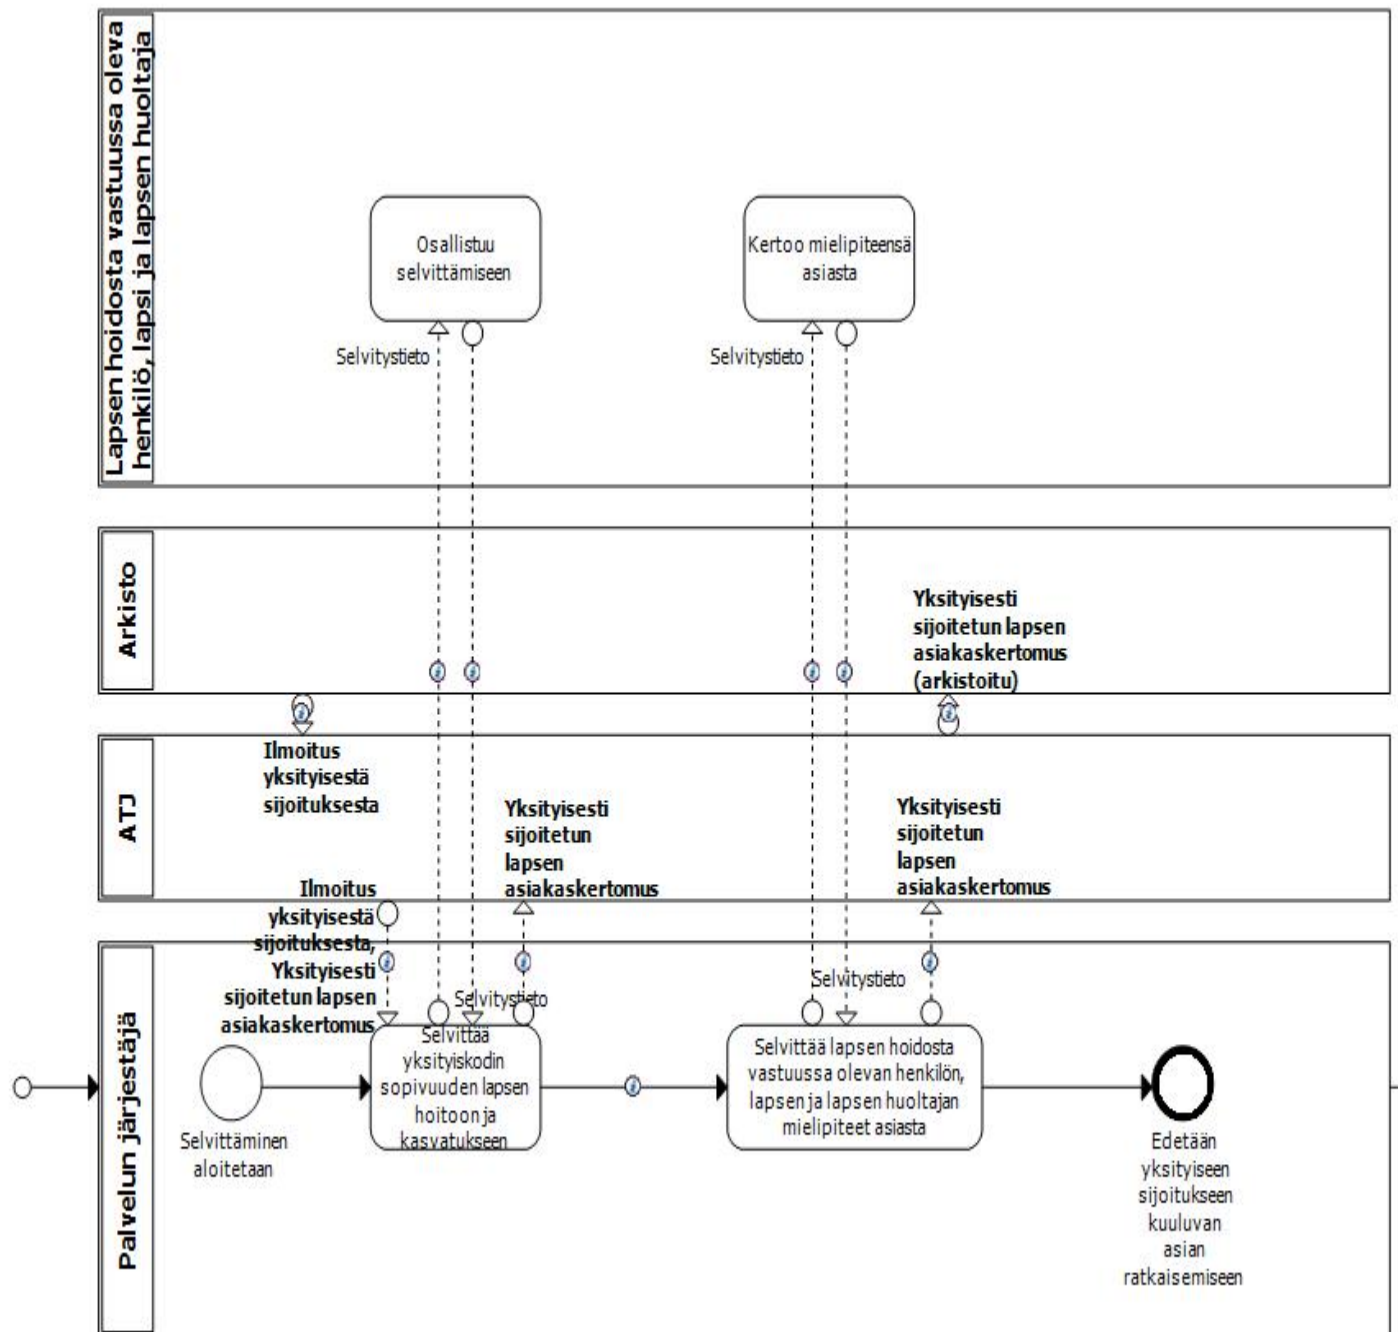 Lapsen hoidosta vastuussa oleva
henkilö, lapsi ja lapsen huoltaja
Osallistuu
selvittämiseen
Kertoo mielipiteensä
asiasta
Selvitystieto
Selvitystieto
Arkisto
Yksityisesti
sijoitetun lapsen
asiakaskertomus
(arkistoitu)
ATJ
Ilmoitus
yksityisestä
sijoituksesta
Yksityisesti
sijoitetun
lapsen
asiakaskertomus
Yksityisesti
sijoitetun
lapsen
asiakaskertomus
Ilmoitus
yksityisestä
sijoituksesta,
Yksityisesti
sijoitetun lapsen
asiakaskertomus
Palvelun järjestäjä
Selvitystieto
Selvitystieto
Selvittäminen
aloitetaan
Selvittää
yksityiskodin
sopivuuden lapsen
hoitoon ja
kasvatukseen
Selvittää lapsen hoidosta
vastuussa olevan henkilön,
lapsen ja lapsen huoltajan
mielipiteet asiasta
Edetään
yksityiseen
sijoitukseen
kuuluvan
asian
ratkaisemiseen